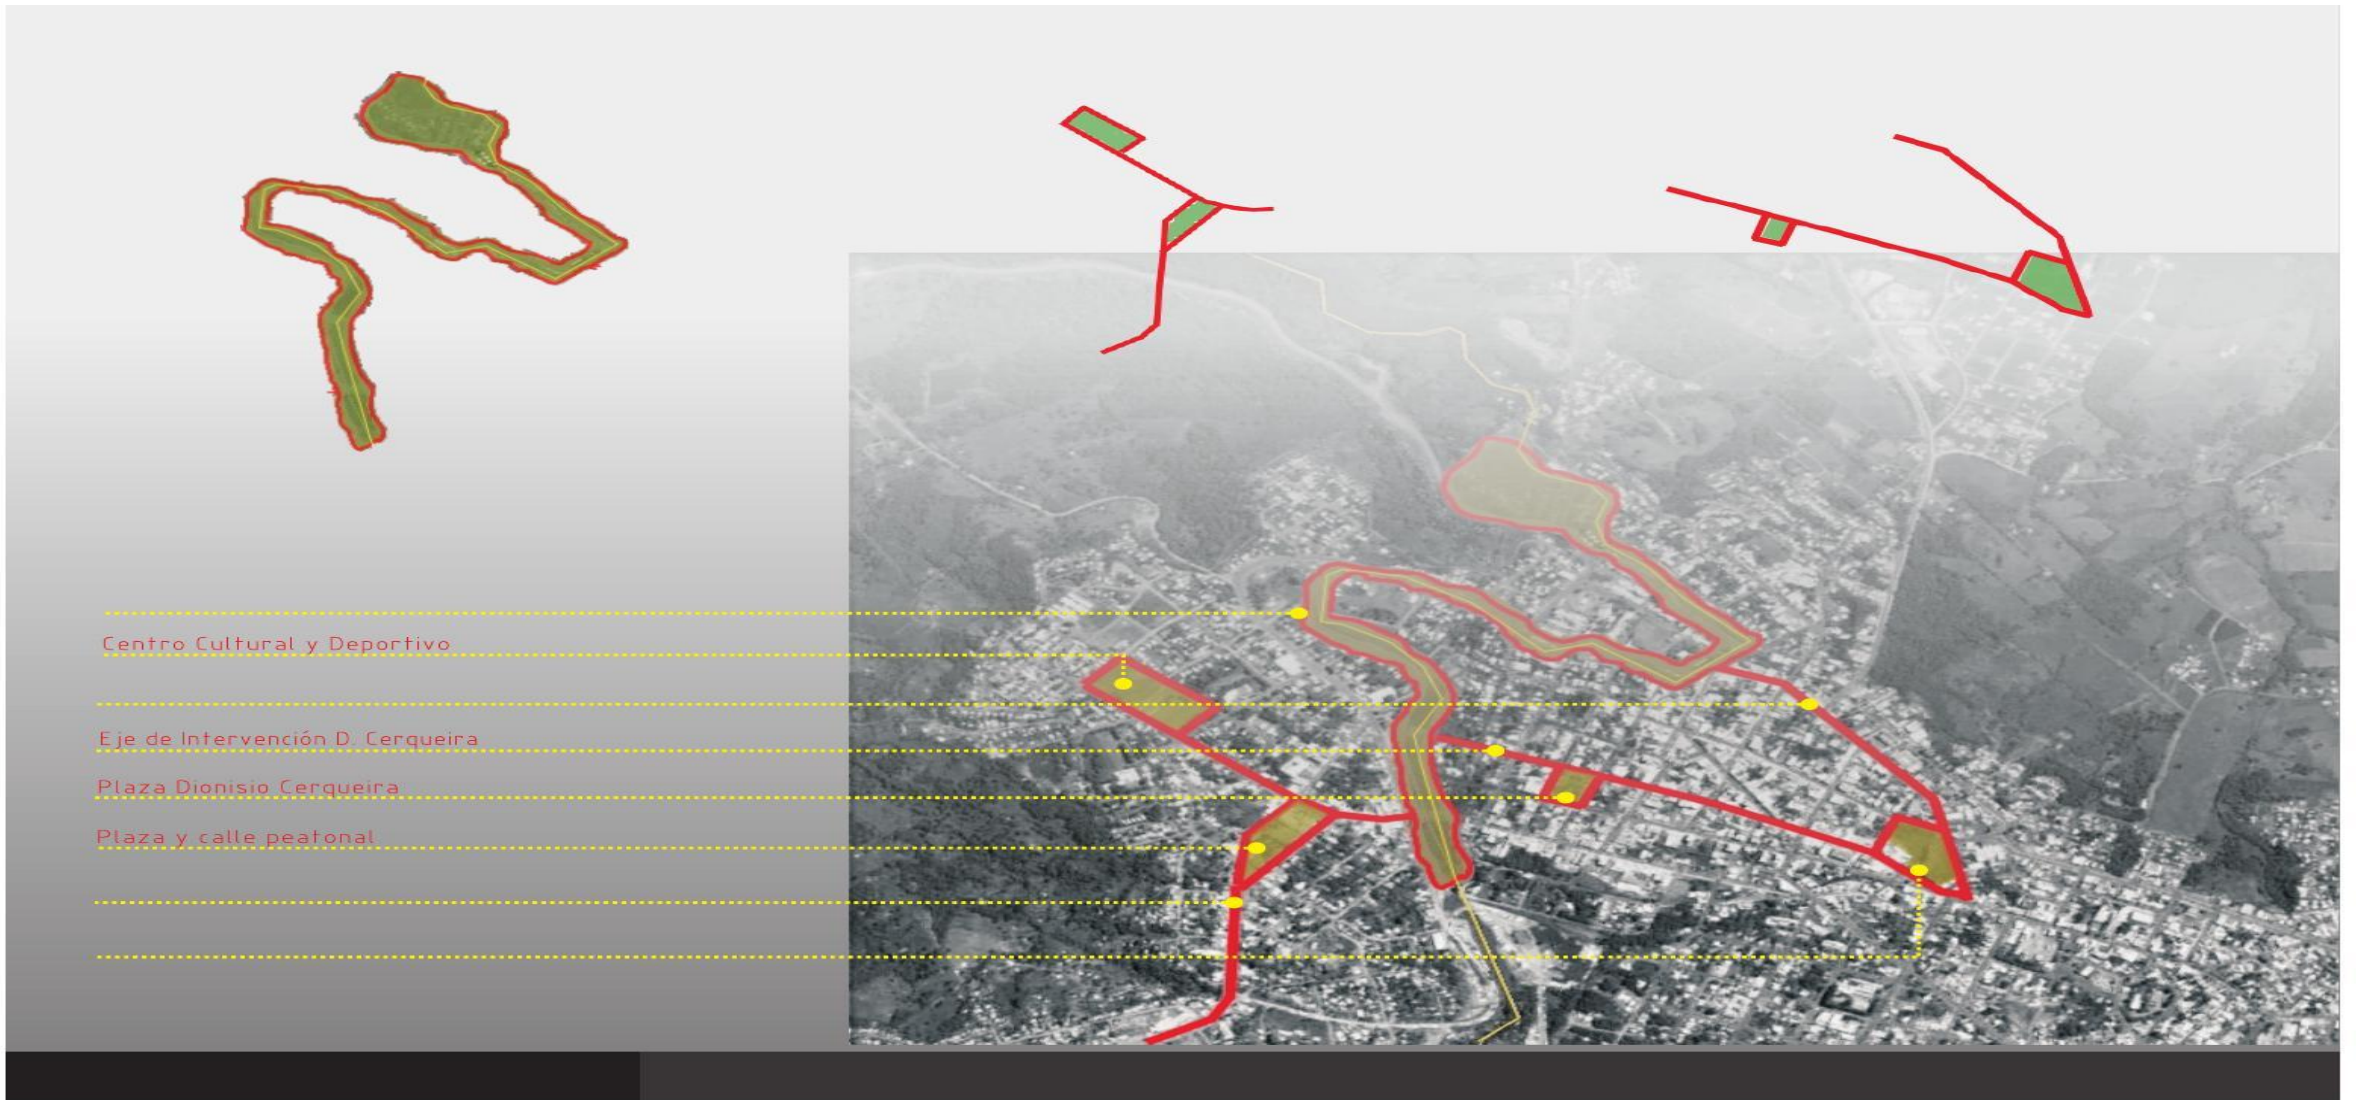 Centro Cultural y Deportivo
Eje de Intervención D. Cerqueira
Plaza Dionisio Cerqueira
Plaza y calle peatonal